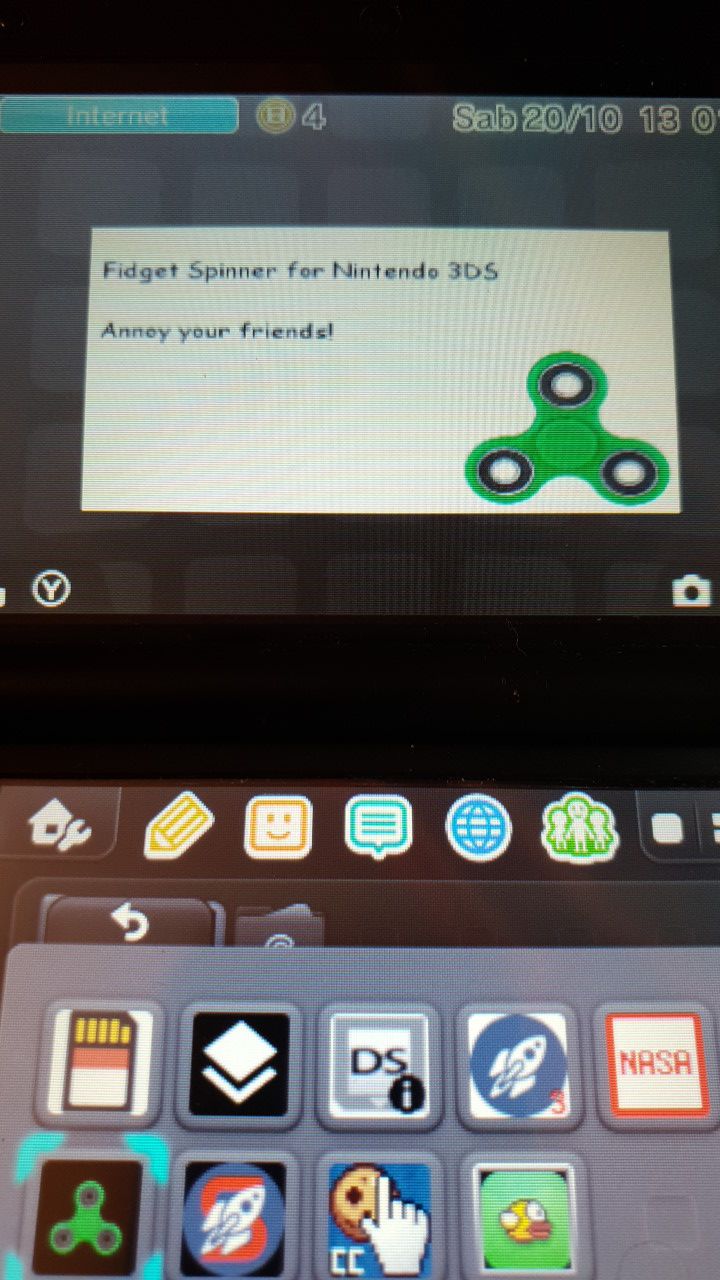 Internet 4 Sab 20/10 13 0
Fidget Spinner for Nintendo 3DS
Annoy your friends!
Y
DS i 3 NASA
CC